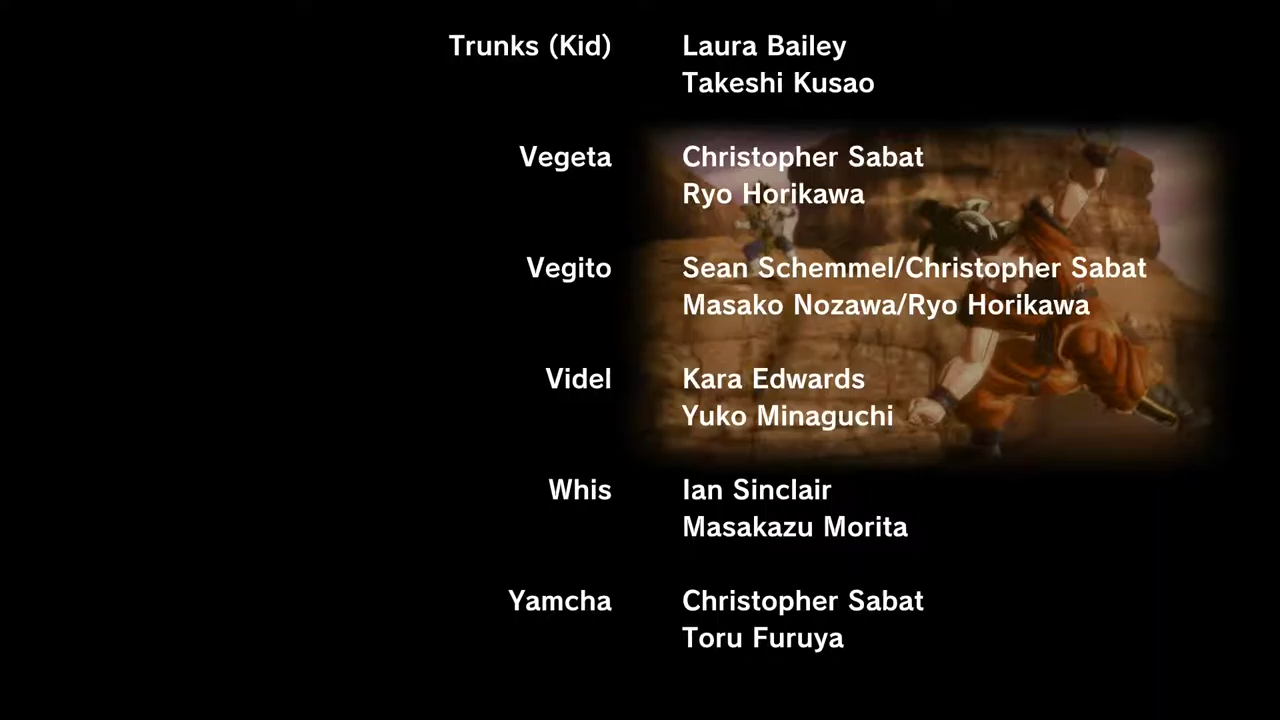 Trunks (Kid) Laura Bailey
Takeshi Kusao
Vegeta Christopher Sabat
Ryo Horikawa
Vegito Sean Schemmel/Christopher Sabat
Masako Nozawa/Ryo Horikawa
Videl Kara Edwards
Yuko Minaguchi
Whis Ian Sinclair
Masakazu Morita
Yamcha Christopher Sabat
Toru Furuya